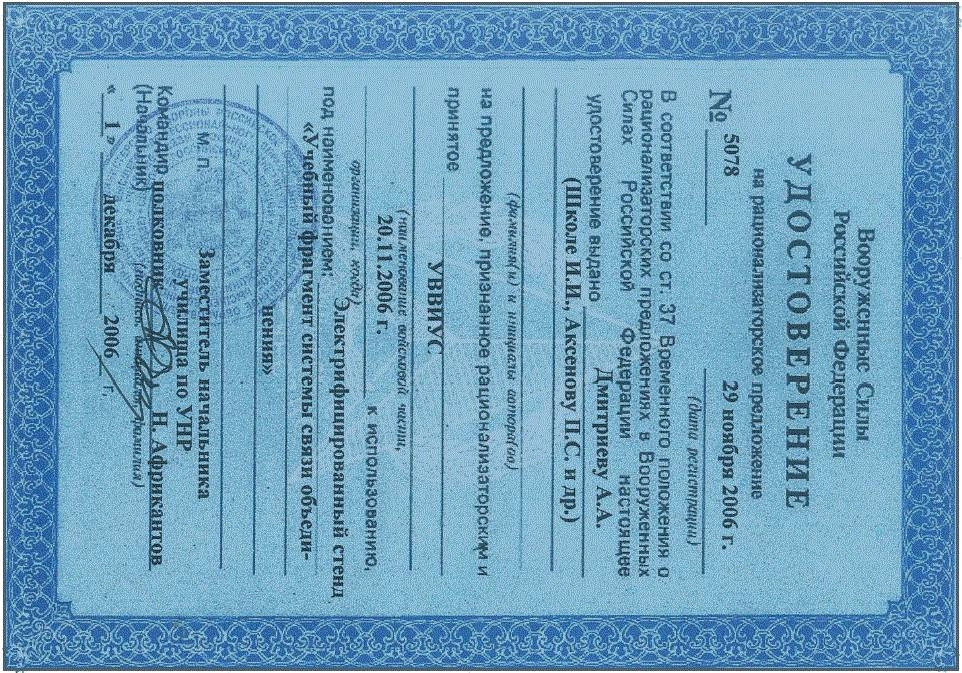 Вооруженные Силы
Российской Федерации
УДОСТОВЕРЕНИЕ
на рационализаторское предложение
№ 5078 29 ноября 2006 г.
(дата регистрации)
В соответствии со ст. 37 Временного положения о
рационализаторских предложениях в Вооруженных
Силах Российской Федерации настоящее
удостоверение выдано Дмитриеву А.А.
(Школе И.И., Аксенову П.С. и др.)
(фамилия(и) и инициалы автора(ов)
на предложение, признанное рационализаторским и
принятое УВВИУС
(наименование войсковой части,
20.11.2006 г. к использованию,
организации, когда)
под наименованием: Электрифицированный стенд
«Учебный фрагмент системы связи объеди-
нения»
Заместитель начальника
М. П. училища по УНР
Командир полковник Н. Африкантов
(Начальник) (подпись, фамилия)
« 1 » декабря 2006 г.